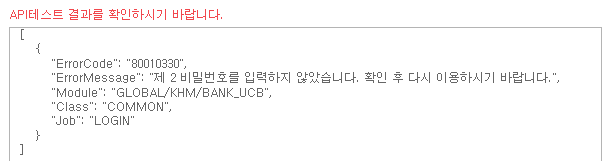 API테스트 결과를 확인하시기 바랍니다.
[
{
"ErrorCode": "80010330",
"ErrorMessage": "제 2 비밀번호를 입력하지 않았습니다. 확인 후 다시 이용하시기 바랍니다.",
"Module": "GLOBAL/KHM/BANK_UCB",
"Class": "COMMON",
"Job": "LOGIN"
}
]